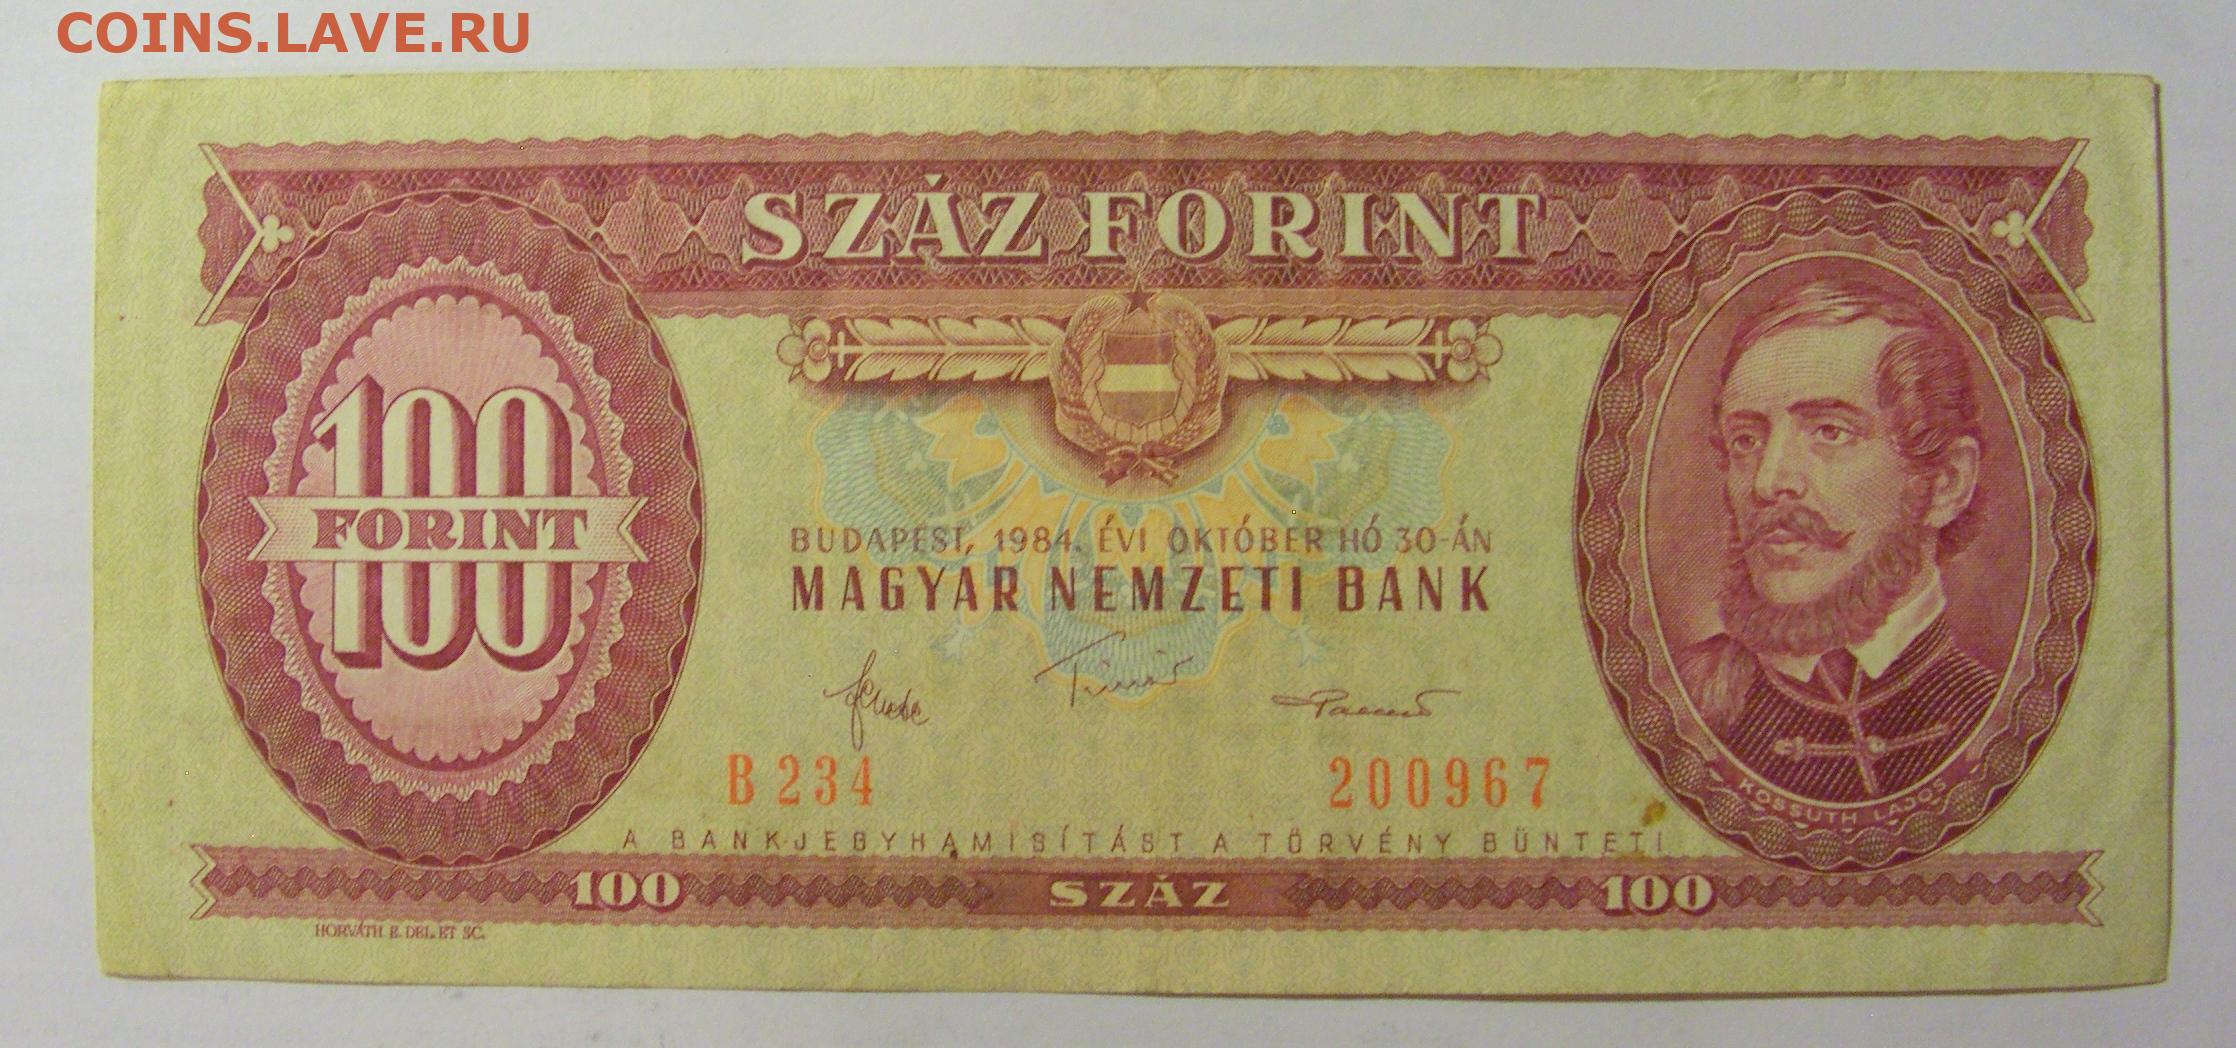 COINS.LAVE.RU
SZÁZ FORINT
100
FORINT
100
BUDAPEST, 1984. ÉVI OKTÓBER HÓ 30-ÁN
MAGYAR NEMZETI BANK
B 234 200967
KOSSUTH LAJOS
A BANKJEGYHAMISÍTÁST A TÖRVÉNY BÜNTETI
100 SZÁZ 100
HORVÁTH E. DEL. ET SC.